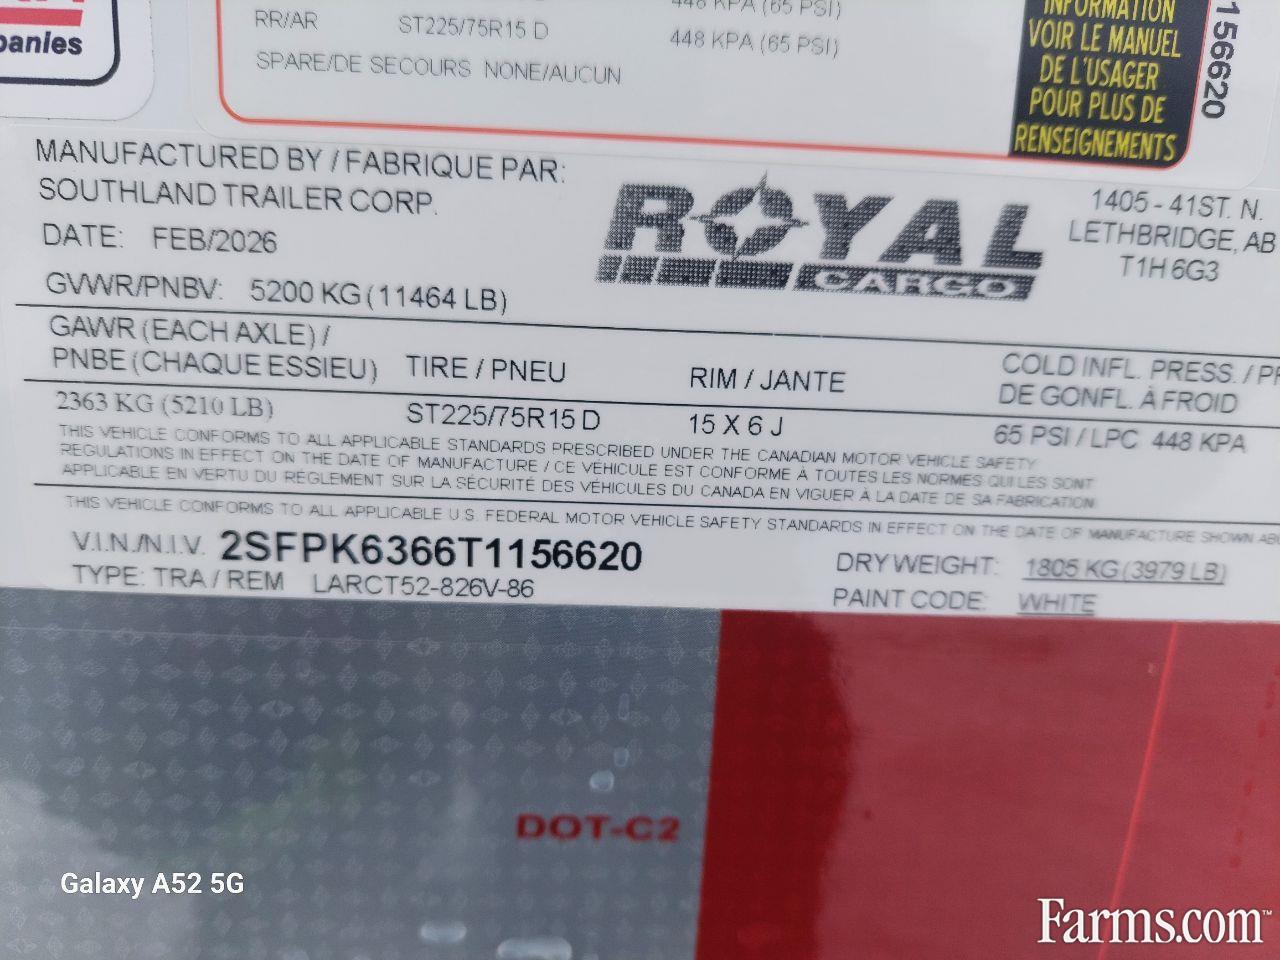 panies
RR/AR ST225/75R15 D 448 KPA (65 PSI)
448 KPA (65 PSI)
SPARE/DE SECOURS NONE/AUCUN
INFORMATION
VOIR LE MANUEL
DE L'USAGER
POUR PLUS DE
RENSEIGNEMENTS
156620
MANUFACTURED BY / FABRIQUE PAR:
SOUTHLAND TRAILER CORP.
DATE: FEB/2026
GVWR/PNBV: 5200 KG (11464 LB)
ROYAL
CARGO
1405 - 41ST. N.
LETHBRIDGE, AB
T1H 6G3
GAWR (EACH AXLE) /
PNBE (CHAQUE ESSIEU) TIRE / PNEU RIM / JANTE
COLD INFL. PRESS. / PR
DE GONFL. À FROID
2363 KG (5210 LB) ST225/75R15 D 15 X 6 J 65 PSI / LPC 448 KPA
THIS VEHICLE CONFORMS TO ALL APPLICABLE STANDARDS PRESCRIBED UNDER THE CANADIAN MOTOR VEHICLE SAFETY
REGULATIONS IN EFFECT ON THE DATE OF MANUFACTURE / CE VÉHICULE EST CONFORME À TOUTES LES NORMES QUI LES SONT
APPLICABLE EN VERTU DU RÉGLEMENT SUR LA SÉCURITÉ DES VÉHICULES DU CANADA EN VIGUER À LA DATE DE SA FABRICATION
THIS VEHICLE CONFORMS TO ALL APPLICABLE U.S. FEDERAL MOTOR VEHICLE SAFETY STANDARDS IN EFFECT ON THE DATE OF MANUFACTURE SHOWN ABO
V.I.N./N.I.V. 2SFPK6366T1156620
TYPE: TRA / REM LARCT52-826V-86
DRY WEIGHT: 1805 KG (3979 LB)
PAINT CODE: WHITE
DOT-C2
Galaxy A52 5G
Farms.com™